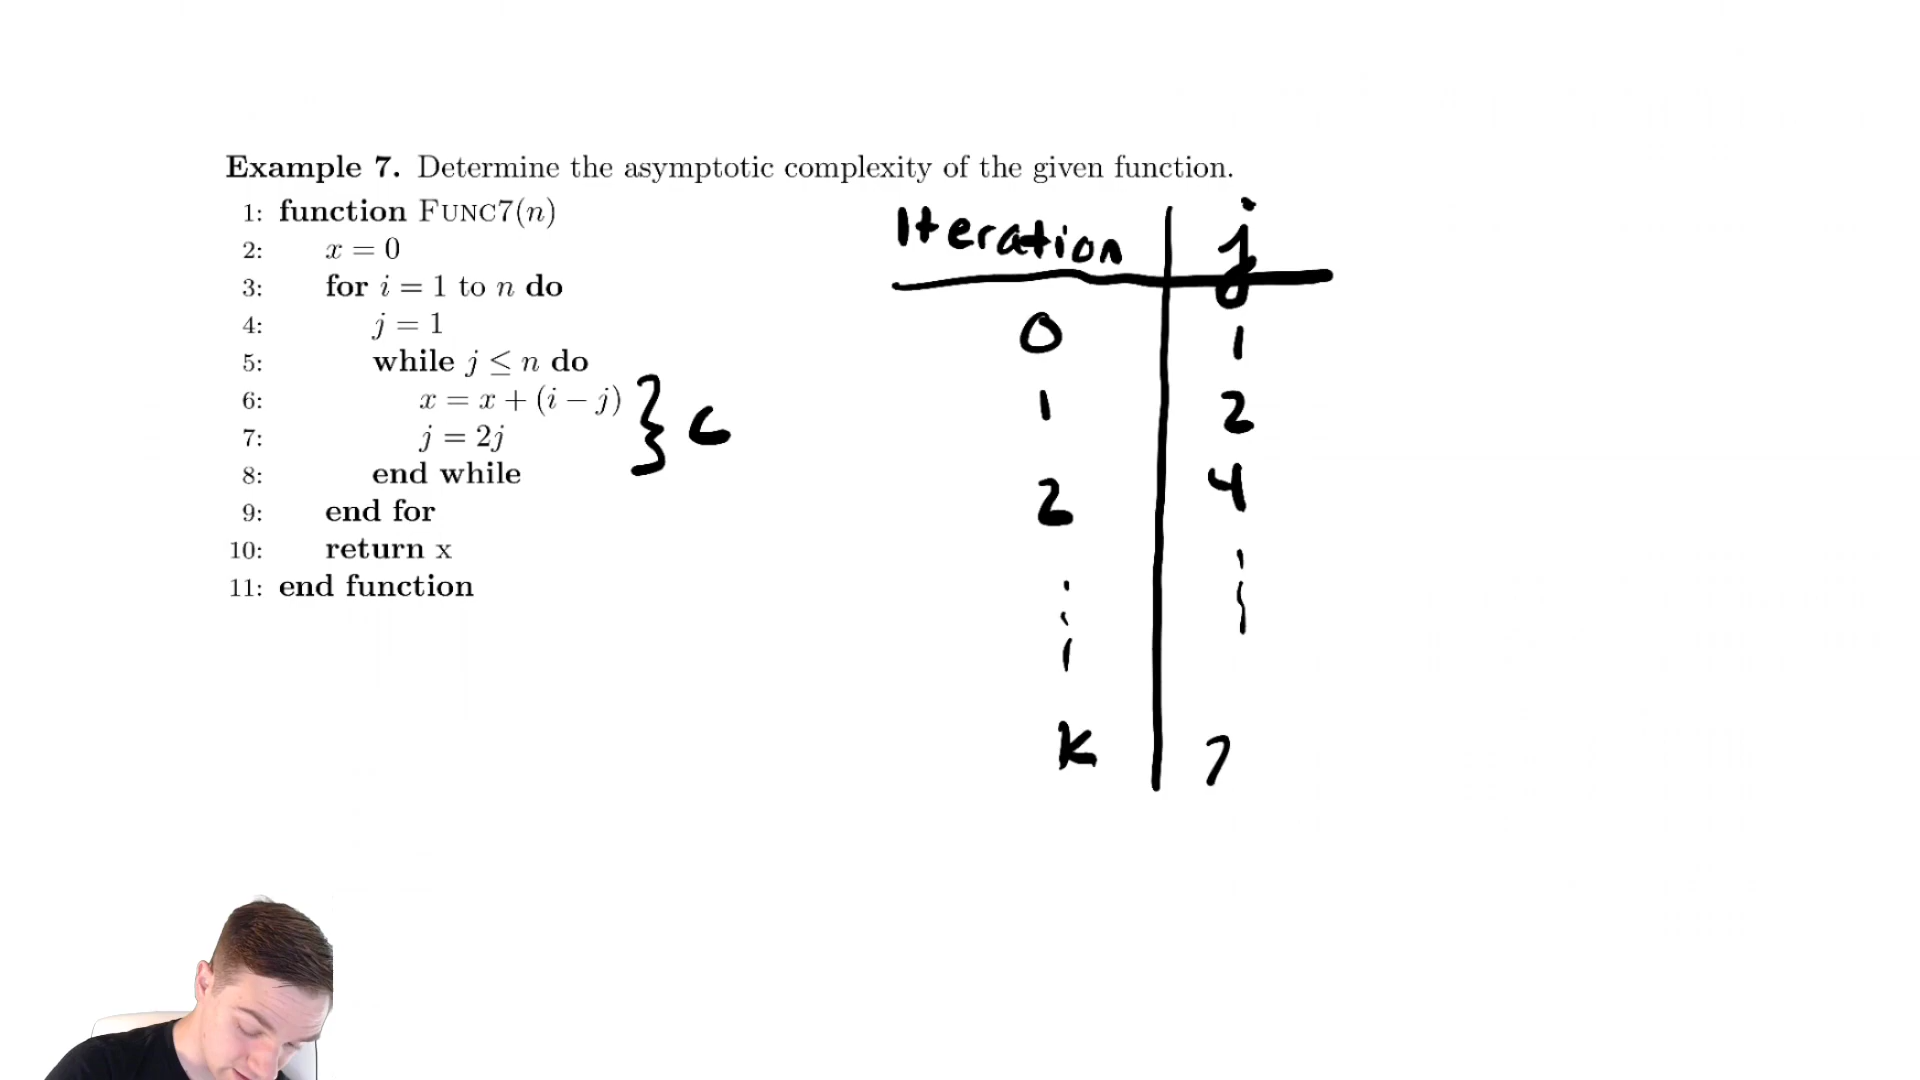 Example 7. Determine the asymptotic complexity of the given function.
1: function FUNC7(n)
2: x = 0
3: for i = 1 to n do
4: j = 1
5: while j ≤ n do
6: x = x + (i − j)
7: j = 2j
8: end while
9: end for
10: return x
11: end function
} c
Iteration | j
0 | 1
1 | 2
2 | 4
⋮ | ⋮
k